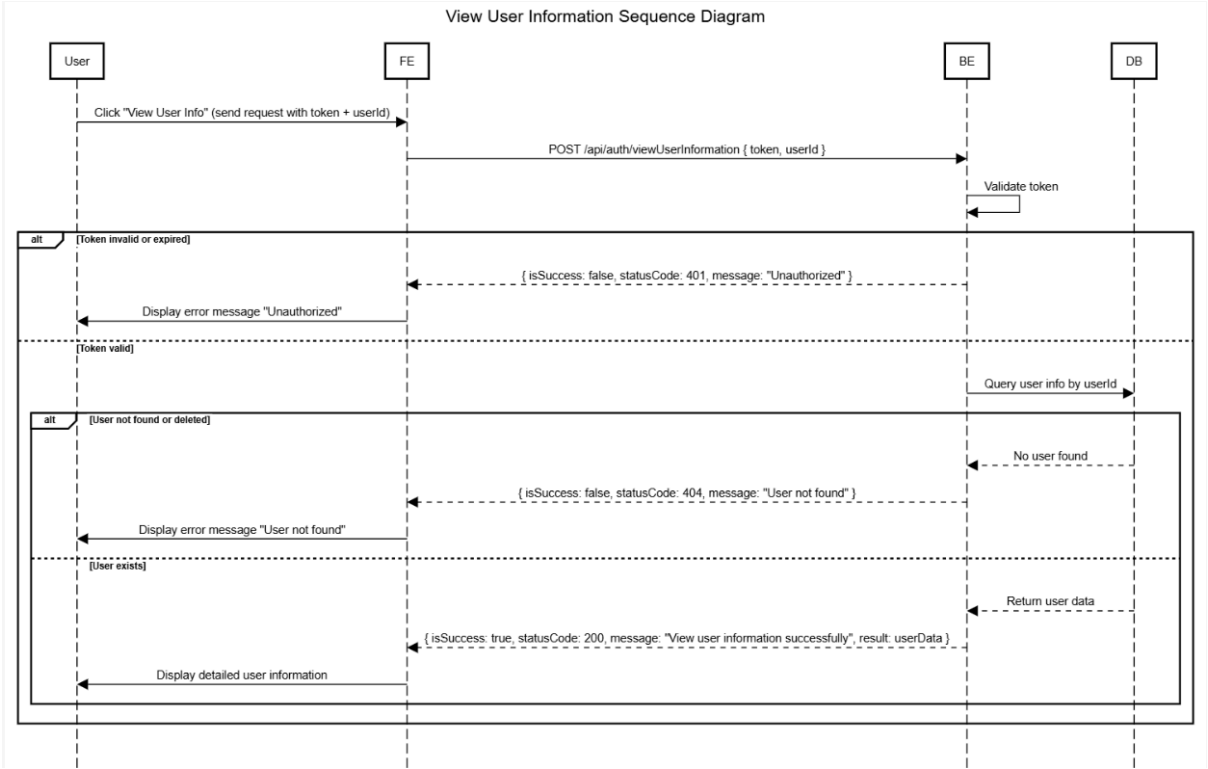 View User Information Sequence Diagram
User
FE
BE
DB
Click "View User Info" (send request with token + userId)
POST /api/auth/viewUserInformation { token, userId }
Validate token
alt
[Token invalid or expired]
{ isSuccess: false, statusCode: 401, message: "Unauthorized" }
Display error message "Unauthorized"
[Token valid]
Query user info by userId
alt
[User not found or deleted]
No user found
{ isSuccess: false, statusCode: 404, message: "User not found" }
Display error message "User not found"
[User exists]
Return user data
{ isSuccess: true, statusCode: 200, message: "View user information successfully", result: userData }
Display detailed user information